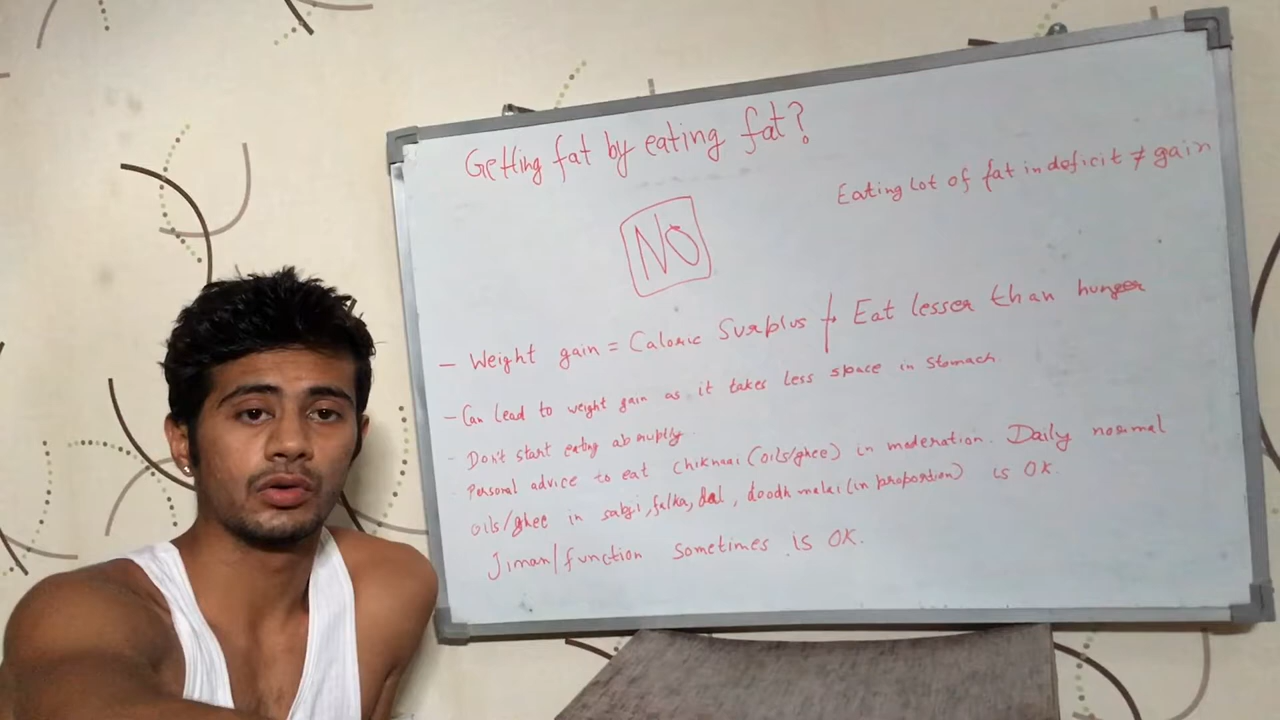 Getting fat by eating fat?
Eating lot of fat in deficit ≠ gain
NO
- Weight gain = Caloric Surplus Eat lesser than hunger
- Can lead to weight gain as it takes less space in stomach
- Don't start eating abruptly.
- Personal advice to eat chiknai (oils/ghee) in moderation. Daily normal
oils/ghee in sabji, fulka, dal, doodh malai (in proportion) is OK.
Jiman/function sometimes is OK.